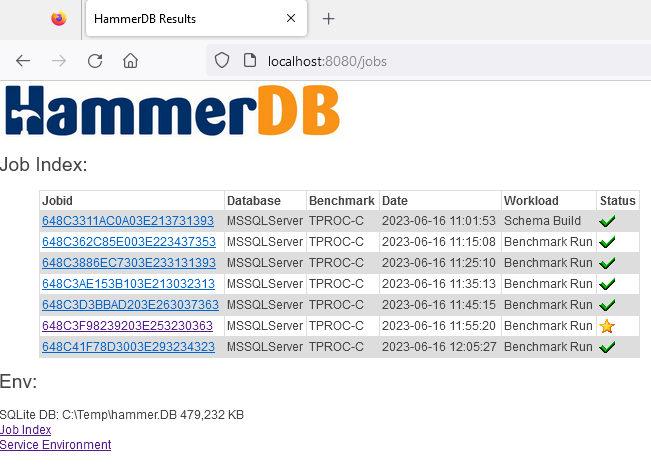 HammerDB Results
localhost:8080/jobs
HammerDB
Job Index:
Jobid Database Benchmark Date Workload Status
648C3311AC0A03E213731393 MSSQLServer TPROC-C 2023-06-16 11:01:53 Schema Build
648C362C85E003E223437353 MSSQLServer TPROC-C 2023-06-16 11:15:08 Benchmark Run
648C3886EC7303E233131393 MSSQLServer TPROC-C 2023-06-16 11:25:10 Benchmark Run
648C3AE153B103E213032313 MSSQLServer TPROC-C 2023-06-16 11:35:13 Benchmark Run
648C3D3BBAD203E263037363 MSSQLServer TPROC-C 2023-06-16 11:45:15 Benchmark Run
648C3F98239203E253230363 MSSQLServer TPROC-C 2023-06-16 11:55:20 Benchmark Run
648C41F78D3003E293234323 MSSQLServer TPROC-C 2023-06-16 12:05:27 Benchmark Run
Env:
SQLite DB: C:\Temp\hammer.DB 479,232 KB
Job Index
Service Environment